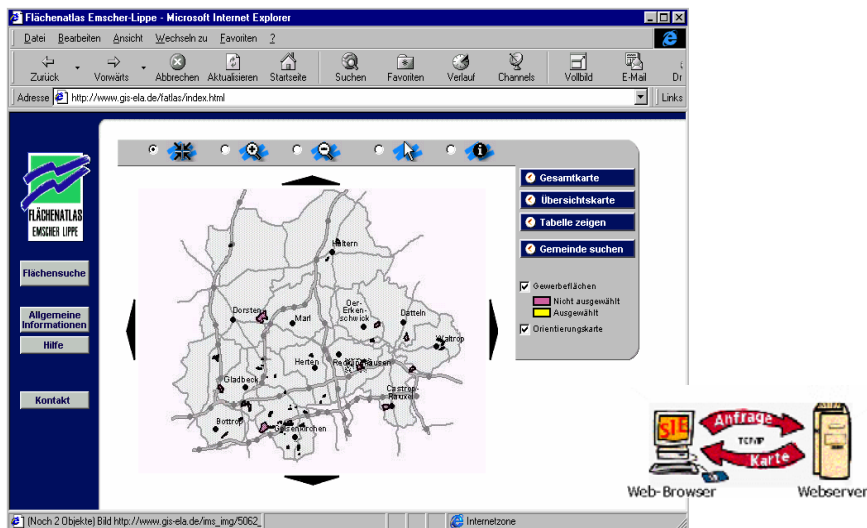 Flächenatlas Emscher-Lippe - Microsoft Internet Explorer
Datei Bearbeiten Ansicht Wechseln zu Favoriten ?
Zurück Vorwärts Abbrechen Aktualisieren Startseite Suchen Favoriten Verlauf Channels Vollbild E-Mail Dr
Adresse http://www.gis-ela.de/fatlas/index.html Links
FLÄCHENATLAS
EMSCHER LIPPE
Flächensuche
Allgemeine
Informationen
Hilfe
Kontakt
Haltern
Dorsten
Marl
Oer-
Erken-
schwick
Datteln
Waltrop
Herten
Recklinghausen
Gladbeck
Castrop-
Rauxel
Bottrop
Gelsenkirchen
Gesamtkarte
Übersichtskarte
Tabelle zeigen
Gemeinde suchen
Gewerbeflächen
Nicht ausgewählt
Ausgewählt
Orientierungskarte
SIE
Anfrage
TCP/IP
Karte
Web-Browser
Webserver
(Noch 2 Objekte) Bild http://www.gis-ela.de/ims_img/5062_ Internetzone